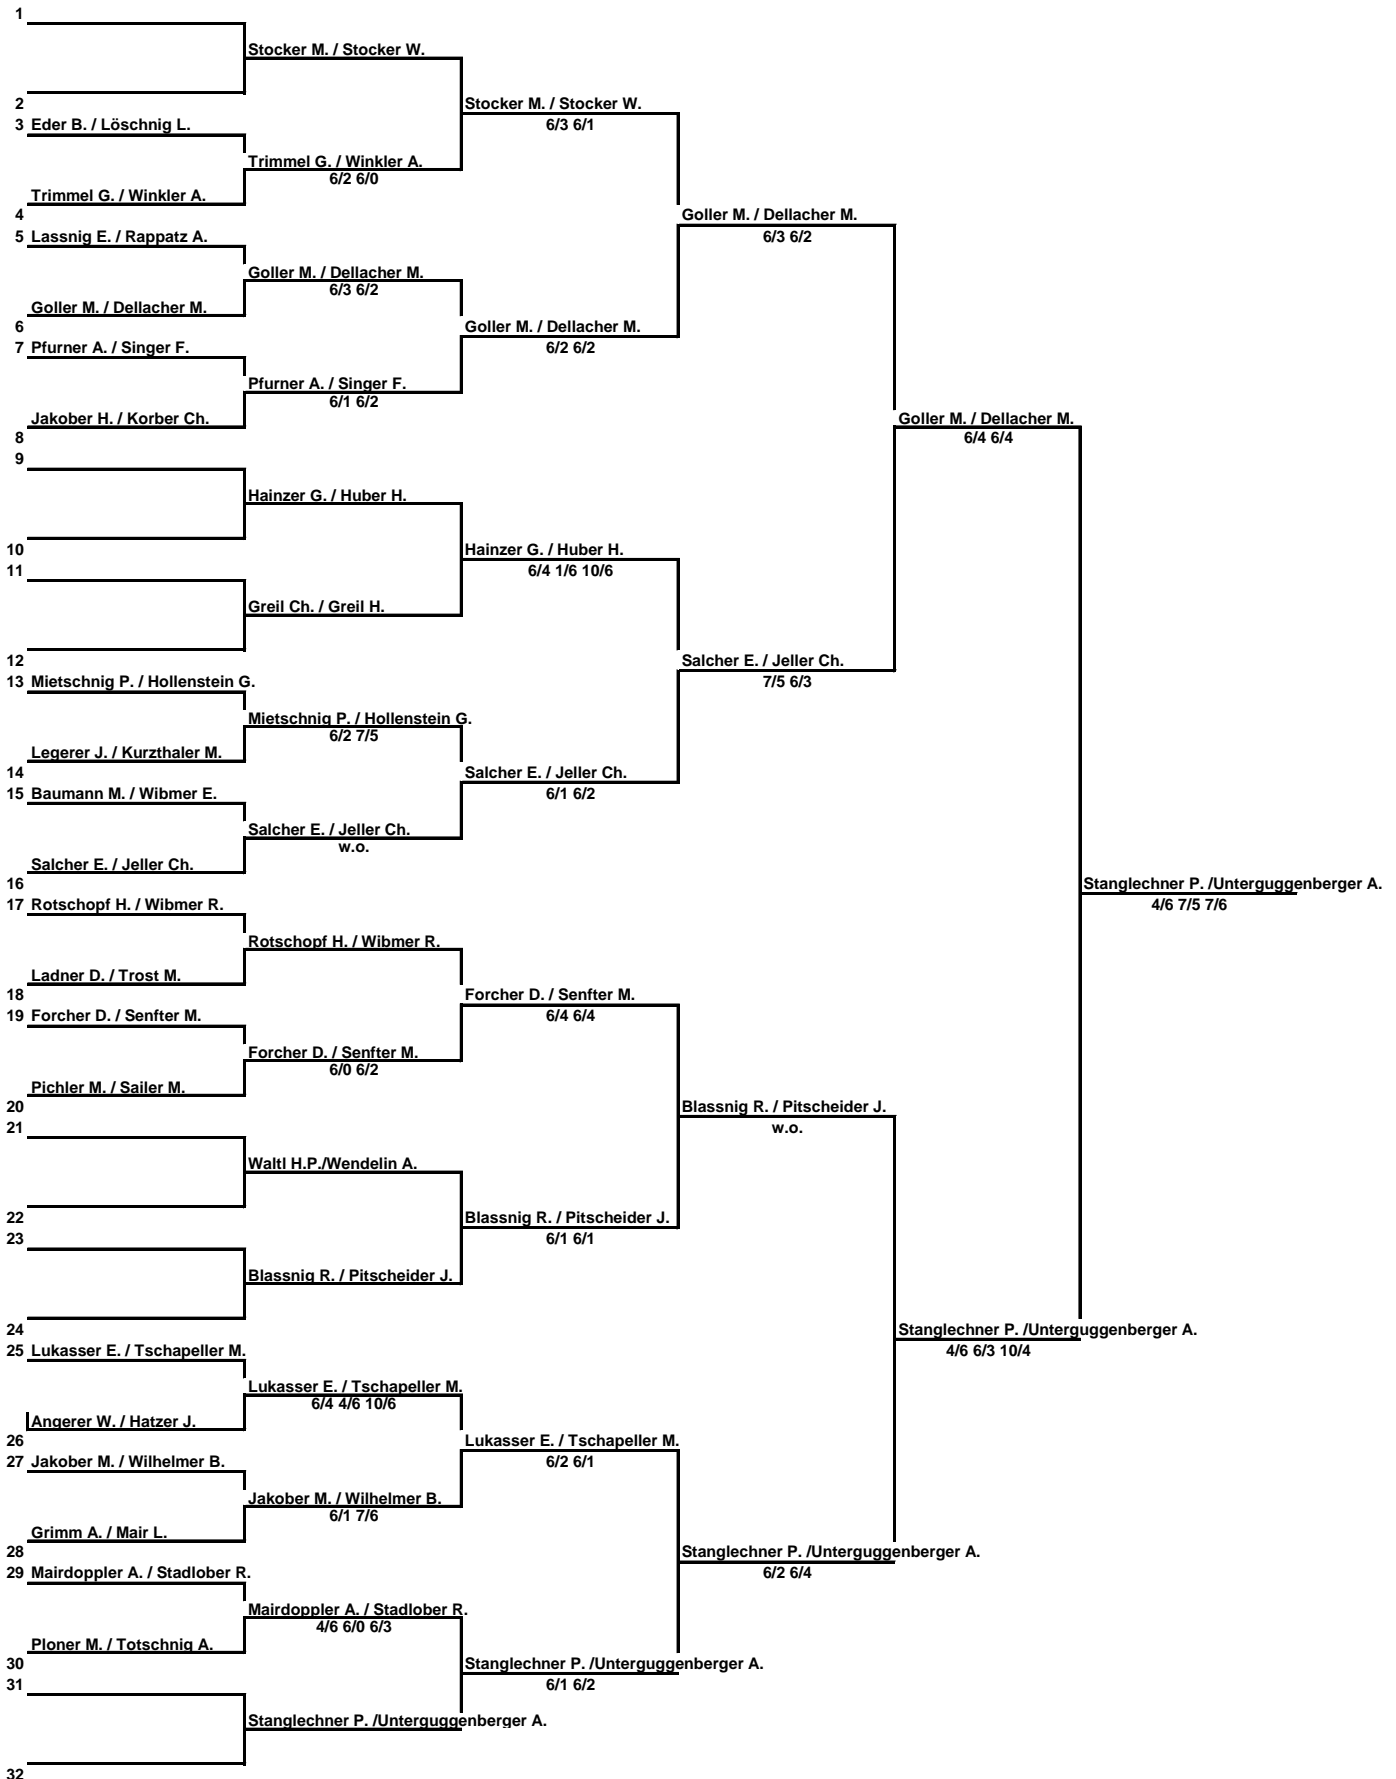 1
Stocker M. / Stocker W.
2
Stocker M. / Stocker W.
3 Eder B. / Löschnig L.
6/3 6/1
Trimmel G. / Winkler A.
6/2 6/0
Trimmel G. / Winkler A.
4
Goller M. / Dellacher M.
5 Lassnig E. / Rappatz A.
6/3 6/2
Goller M. / Dellacher M.
6/3 6/2
Goller M. / Dellacher M.
6
Goller M. / Dellacher M.
7 Pfurner A. / Singer F.
6/2 6/2
Pfurner A. / Singer F.
6/1 6/2
Jakober H. / Korber Ch.
Goller M. / Dellacher M.
8
6/4 6/4
9
Hainzer G. / Huber H.
10
Hainzer G. / Huber H.
11
6/4 1/6 10/6
Greil Ch. / Greil H.
12
Salcher E. / Jeller Ch.
13 Mietschnig P. / Hollenstein G.
7/5 6/3
Mietschnig P. / Hollenstein G.
6/2 7/5
Legerer J. / Kurzthaler M.
14
Salcher E. / Jeller Ch.
15 Baumann M. / Wibmer E.
6/1 6/2
Salcher E. / Jeller Ch.
w.o.
Salcher E. / Jeller Ch.
16
Stanglechner P. /Unterguggenberger A.
17 Rotschopf H. / Wibmer R.
4/6 7/5 7/6
Rotschopf H. / Wibmer R.
Ladner D. / Trost M.
18
Forcher D. / Senfter M.
19 Forcher D. / Senfter M.
6/4 6/4
Forcher D. / Senfter M.
6/0 6/2
Pichler M. / Sailer M.
20
Blassnig R. / Pitscheider J.
21
w.o.
Waltl H.P./Wendelin A.
22
Blassnig R. / Pitscheider J.
23
6/1 6/1
Blassnig R. / Pitscheider J.
24
Stanglechner P. /Unterguggenberger A.
25 Lukasser E. / Tschapeller M.
4/6 6/3 10/4
Lukasser E. / Tschapeller M.
6/4 4/6 10/6
Angerer W. / Hatzer J.
26
Lukasser E. / Tschapeller M.
27 Jakober M. / Wilhelmer B.
6/2 6/1
Jakober M. / Wilhelmer B.
6/1 7/6
Grimm A. / Mair L.
28
Stanglechner P. /Unterguggenberger A.
29 Mairdoppler A. / Stadlober R.
6/2 6/4
Mairdoppler A. / Stadlober R.
4/6 6/0 6/3
Ploner M. / Totschnig A.
30
Stanglechner P. /Unterguggenberger A.
31
6/1 6/2
Stanglechner P. /Unterguggenberger A.
32